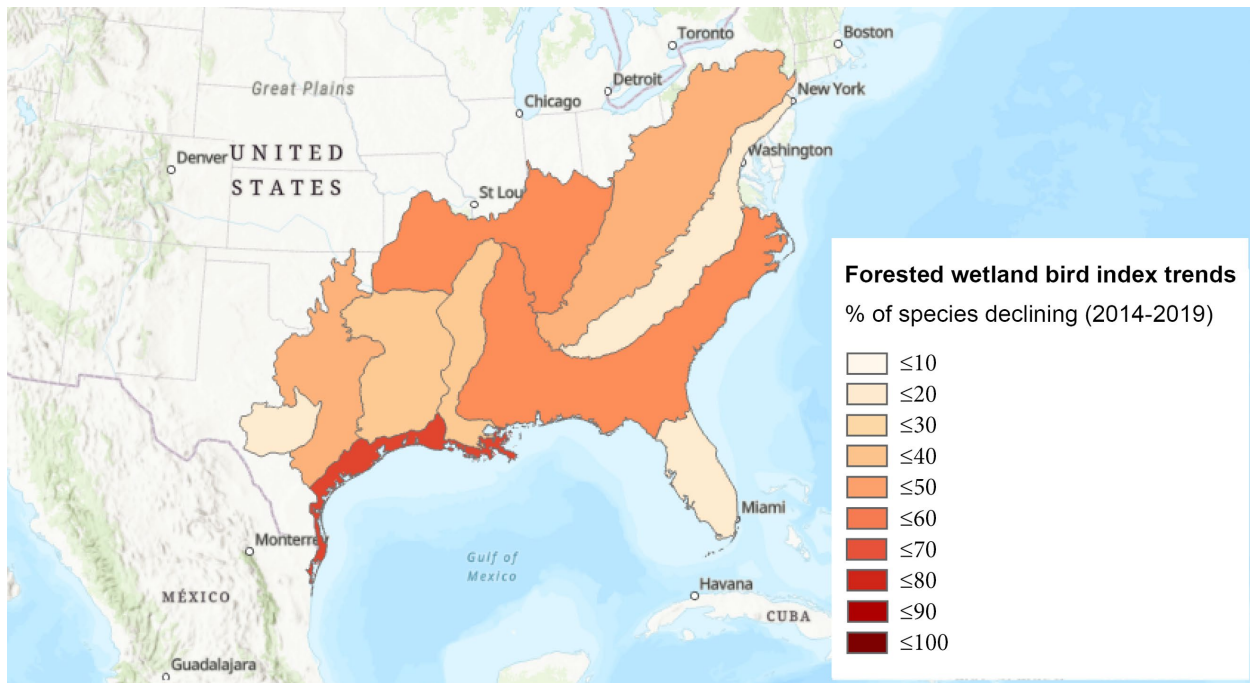 Toronto
Boston
Detroit
Great Plains
New York
Chicago
Denver
UNITED
Washington
STATES
St Lou
Forested wetland bird index trends
% of species declining (2014-2019)
≤10
≤20
≤30
≤40
≤50
≤60
≤70
≤80
≤90
≤100
Miami
Monterrey
Gulf of
Mexico
Havana
MÉXICO
CUBA
Guadalajara